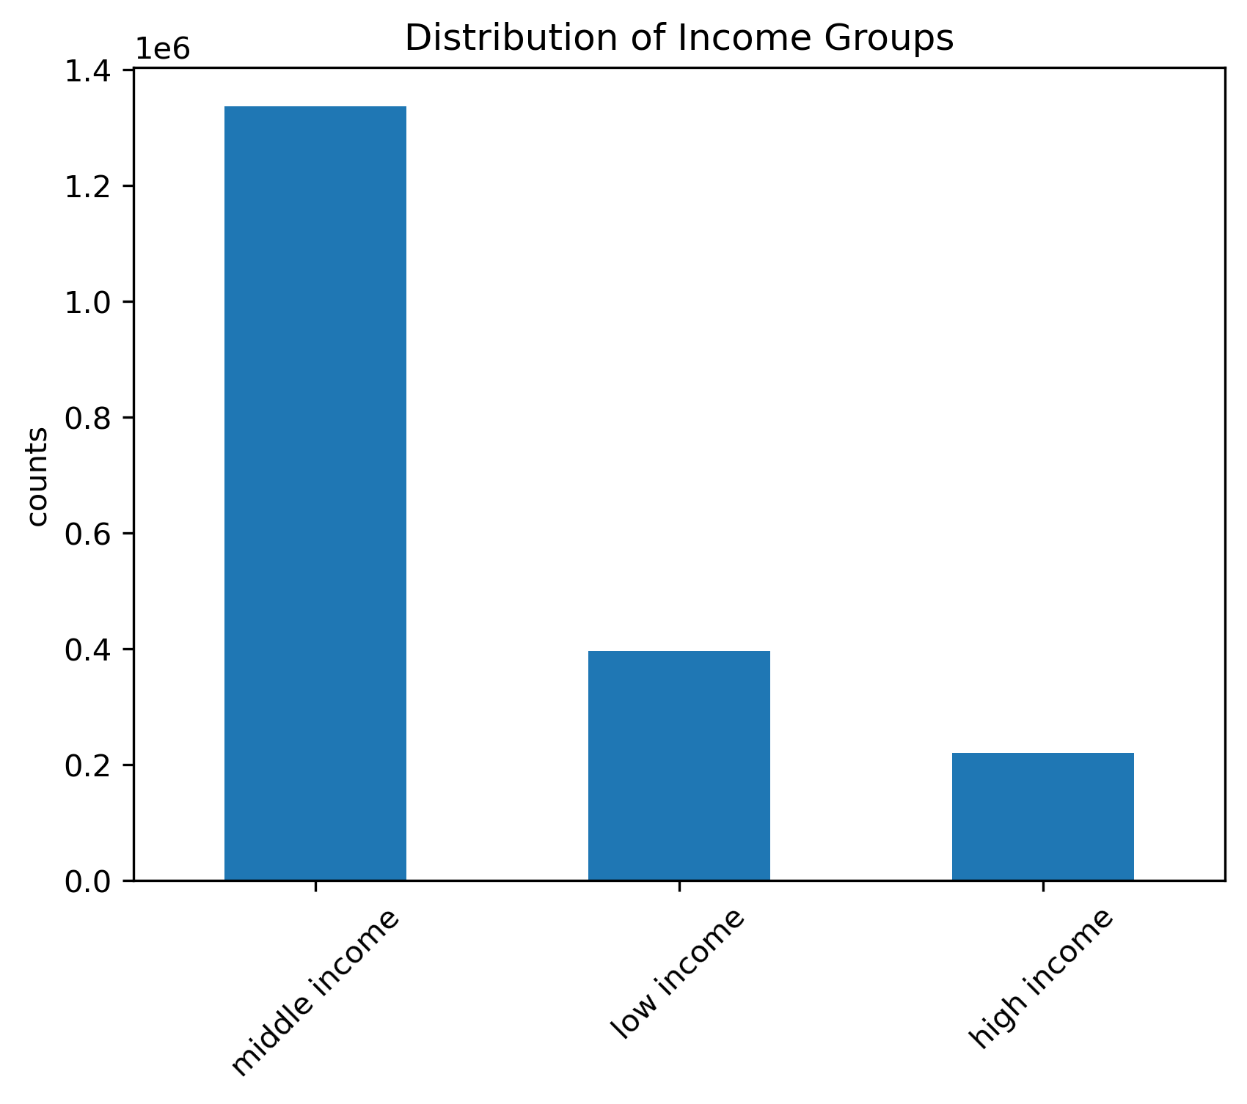 Distribution of Income Groups
1e6
1.4
1.2
1.0
0.8
0.6
0.4
0.2
0.0
counts
middle income
low income
high income